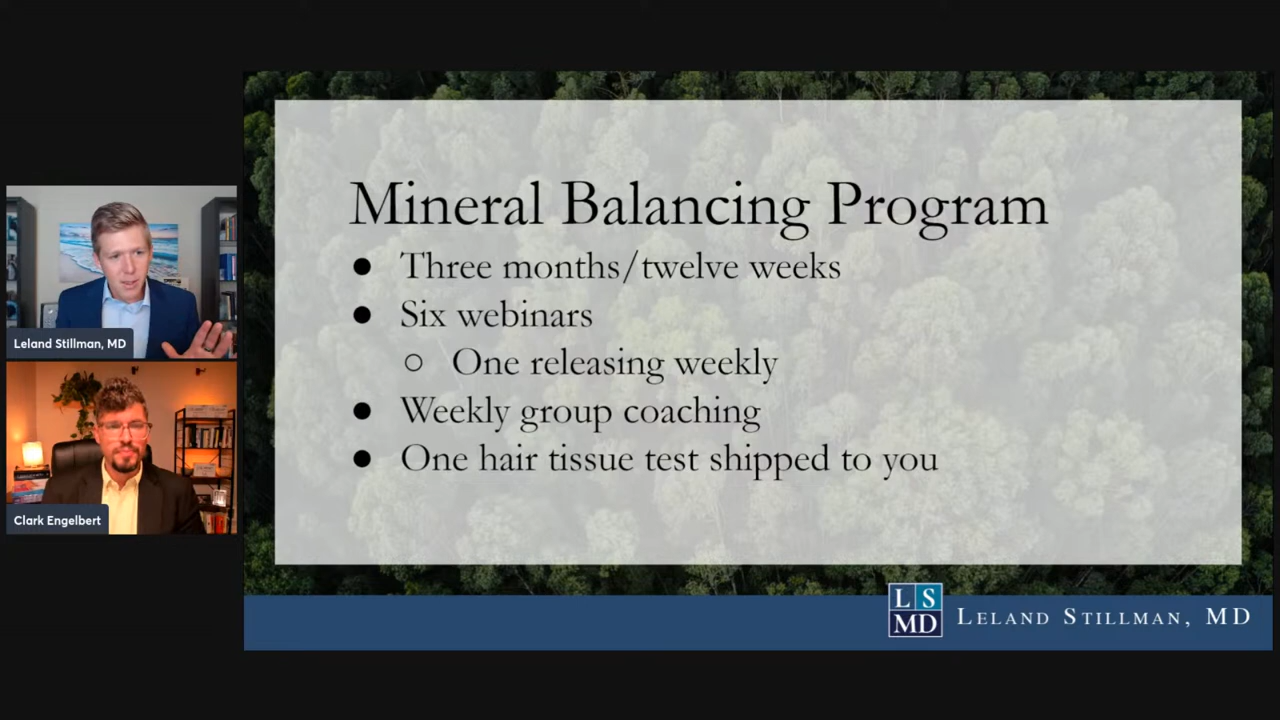 Mineral Balancing Program
● Three months/twelve weeks
● Six webinars
○ One releasing weekly
● Weekly group coaching
● One hair tissue test shipped to you
Leland Stillman, MD
Clark Engelbert
LS
MD
LELAND STILLMAN, MD